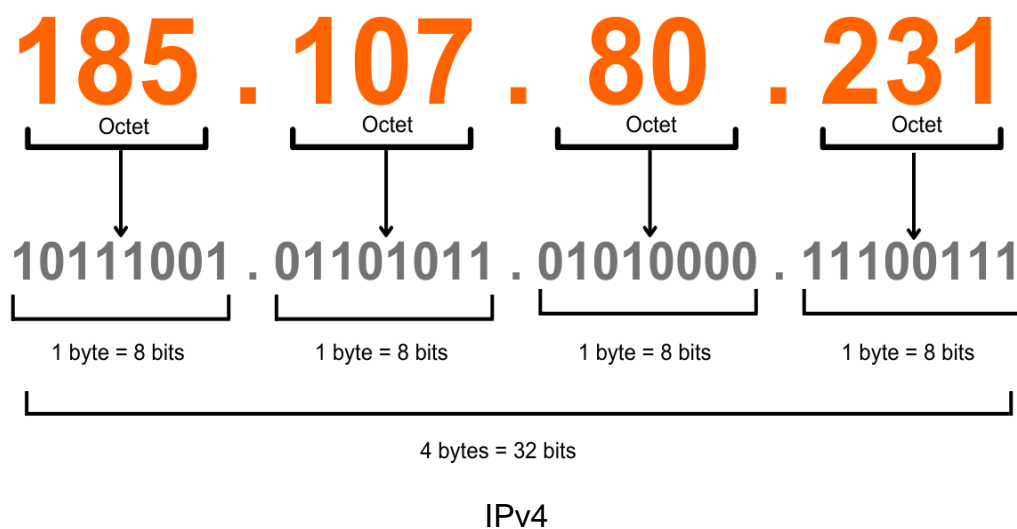 185 . 107 . 80 . 231
Octet Octet Octet Octet
10111001 . 01101011 . 01010000 . 11100111
1 byte = 8 bits 1 byte = 8 bits 1 byte = 8 bits 1 byte = 8 bits
4 bytes = 32 bits
IPv4